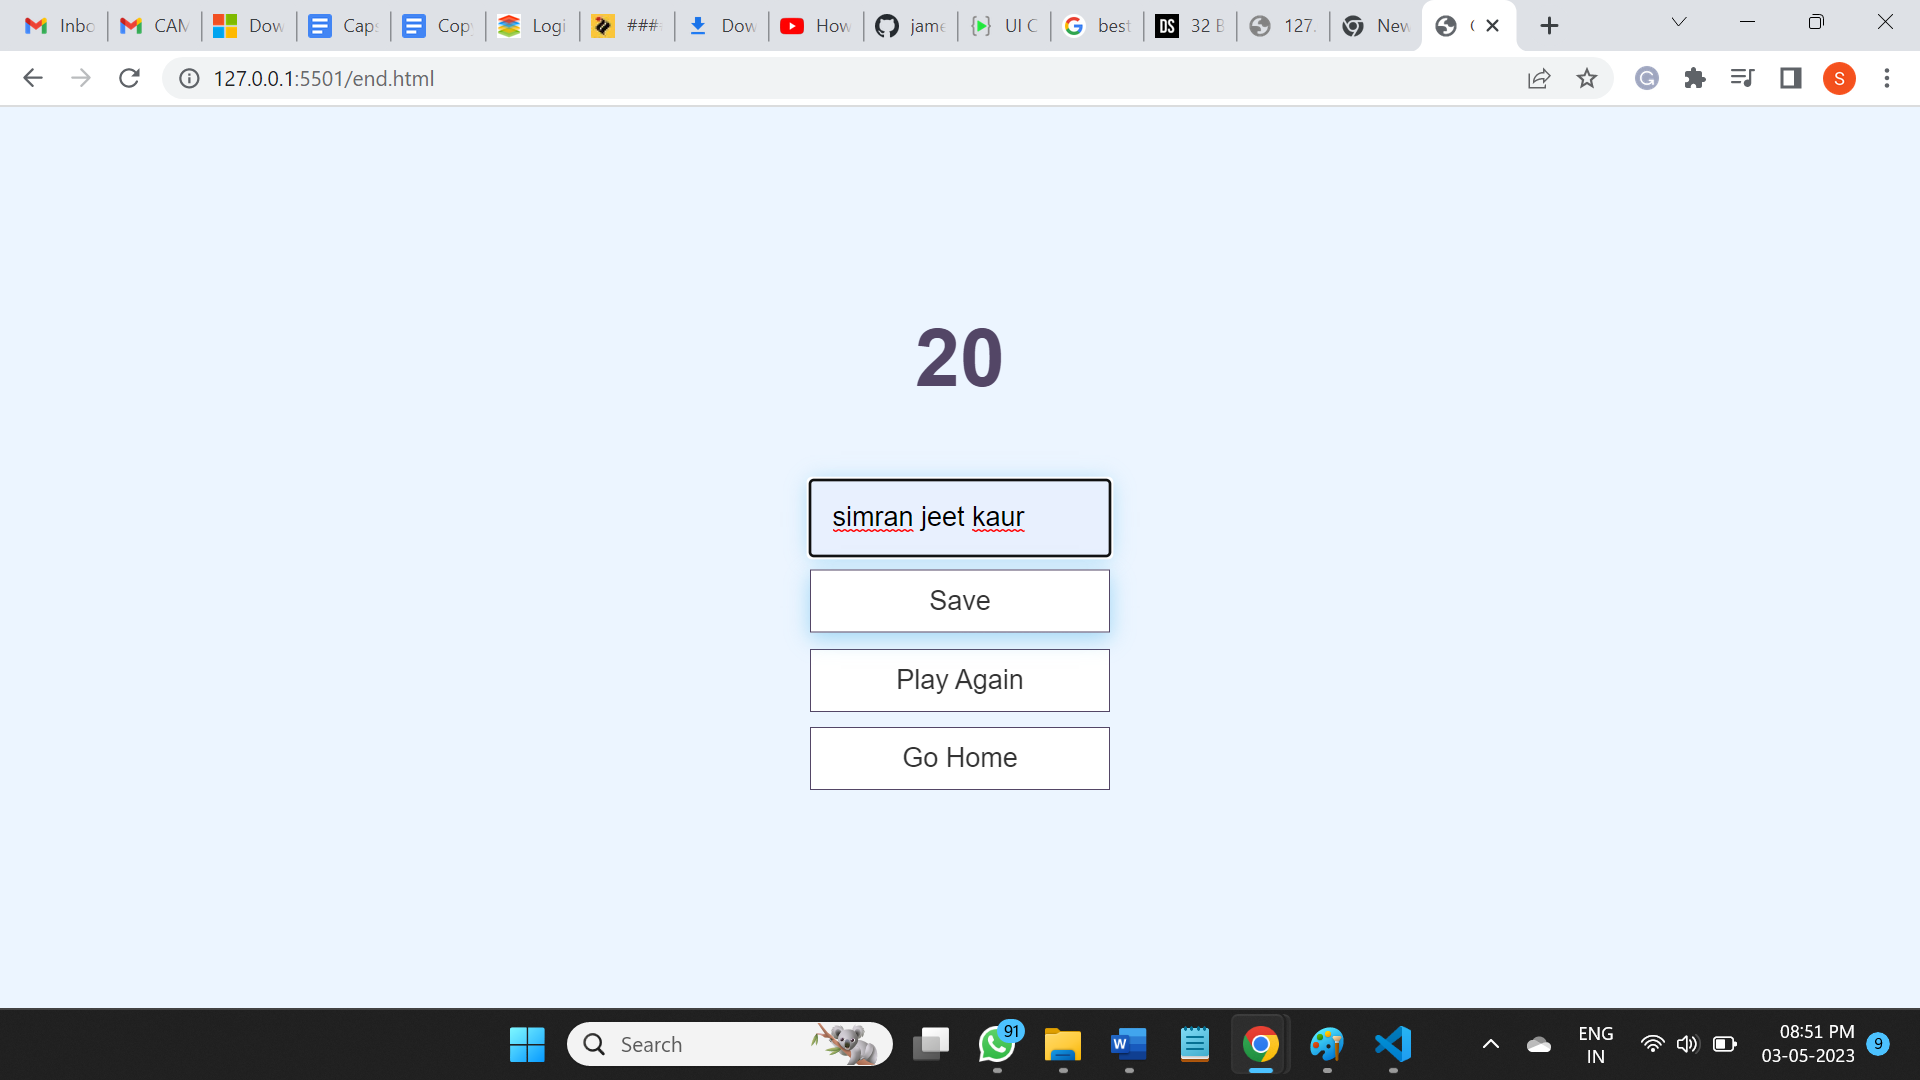 Inbo
CAM
Dow
Cap
Cop
Logi
###
Dow
How
jame
UI C
best
DS 32 B
127.
New
127.0.0.1:5501/end.html
S
20
simran jeet kaur
Save
Play Again
Go Home
Search
91
ENG
IN
08:51 PM
03-05-2023
9